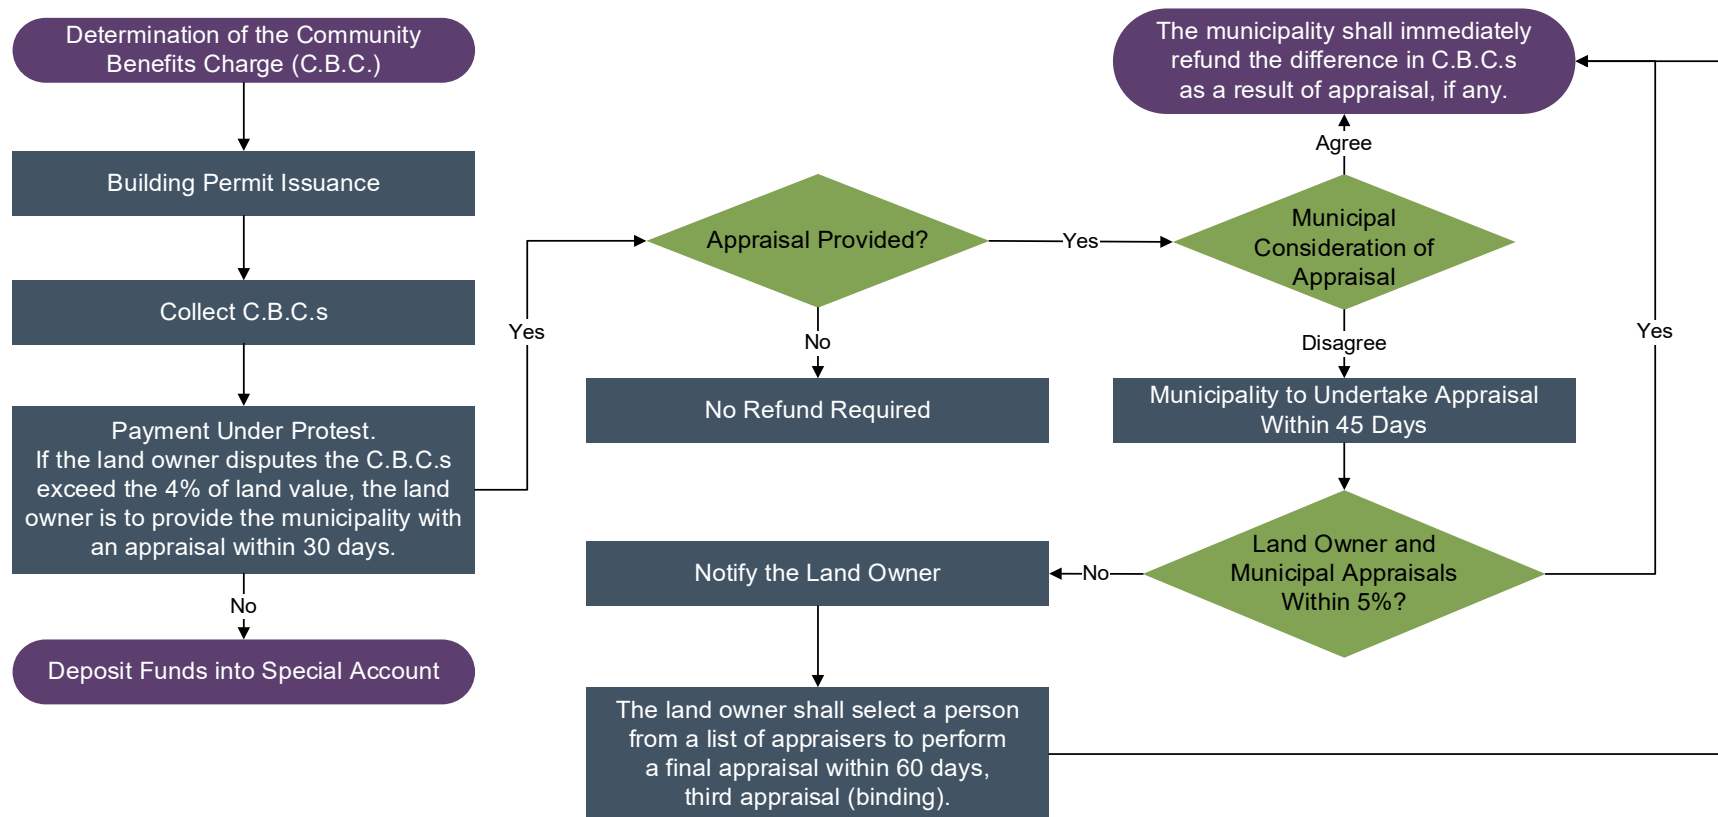 Determination of the Community
Benefits Charge (C.B.C.)
Building Permit Issuance
Collect C.B.C.s
Payment Under Protest.
If the land owner disputes the C.B.C.s
exceed the 4% of land value, the land
owner is to provide the municipality with
an appraisal within 30 days.
No
Deposit Funds into Special Account
Yes
Appraisal Provided?
No
No Refund Required
Yes
Municipal
Consideration of
Appraisal
Agree
The municipality shall immediately
refund the difference in C.B.C.s
as a result of appraisal, if any.
Disagree
Municipality to Undertake Appraisal
Within 45 Days
Land Owner and
Municipal Appraisals
Within 5%?
Yes
No
Notify the Land Owner
The land owner shall select a person
from a list of appraisers to perform
a final appraisal within 60 days,
third appraisal (binding).